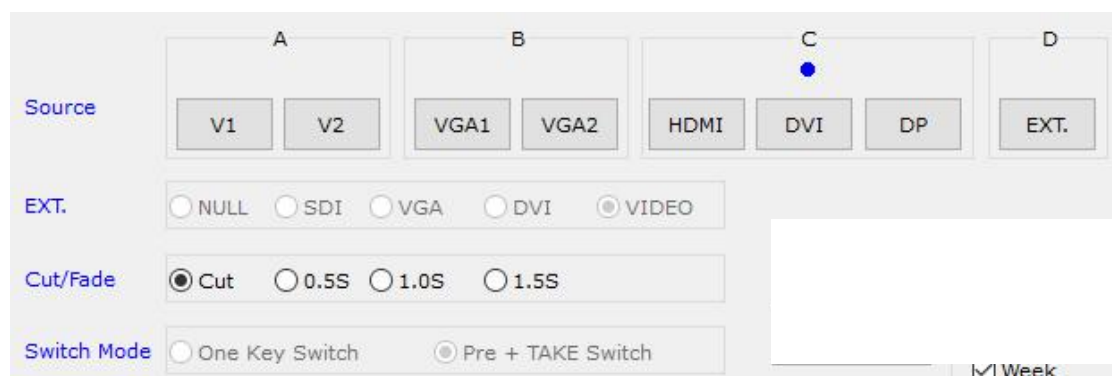 A B C D
Source V1 V2 VGA1 VGA2 HDMI DVI DP EXT.
EXT. NULL SDI VGA DVI VIDEO
Cut/Fade Cut 0.5S 1.0S 1.5S
Switch Mode One Key Switch Pre + TAKE Switch
Week